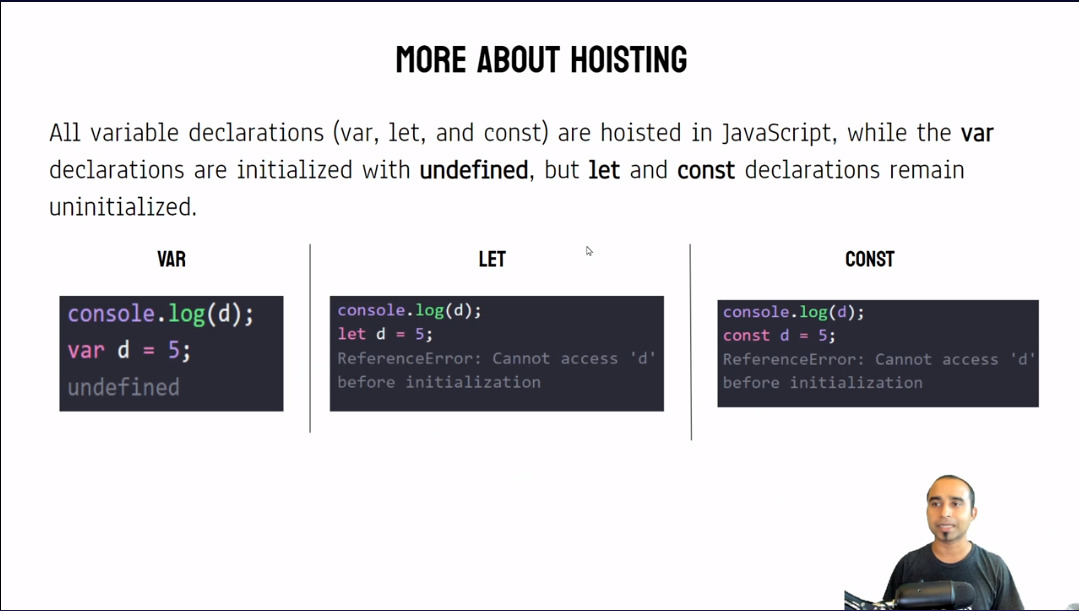 MORE ABOUT HOISTING
All variable declarations (var, let, and const) are hoisted in JavaScript, while the var
declarations are initialized with undefined, but let and const declarations remain
uninitialized.
VAR
console.log(d);
var d = 5;
undefined
LET
console.log(d);
let d = 5;
ReferenceError: Cannot access 'd'
before initialization
CONST
console.log(d);
const d = 5;
ReferenceError: Cannot access 'd'
before initialization